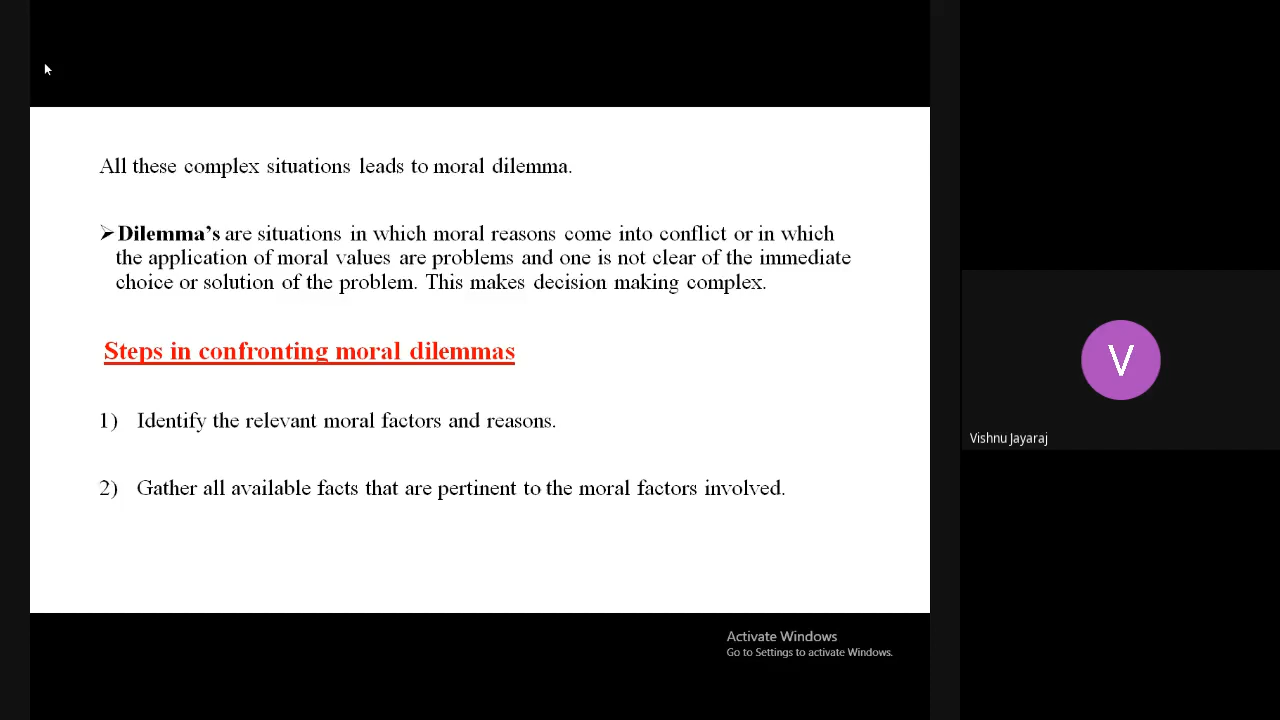 All these complex situations leads to moral dilemma.
➢Dilemma’s are situations in which moral reasons come into conflict or in which
the application of moral values are problems and one is not clear of the immediate
choice or solution of the problem. This makes decision making complex.
Steps in confronting moral dilemmas
1) Identify the relevant moral factors and reasons.
2) Gather all available facts that are pertinent to the moral factors involved.
Activate Windows
Go to Settings to activate Windows.
V
Vishnu Jayaraj